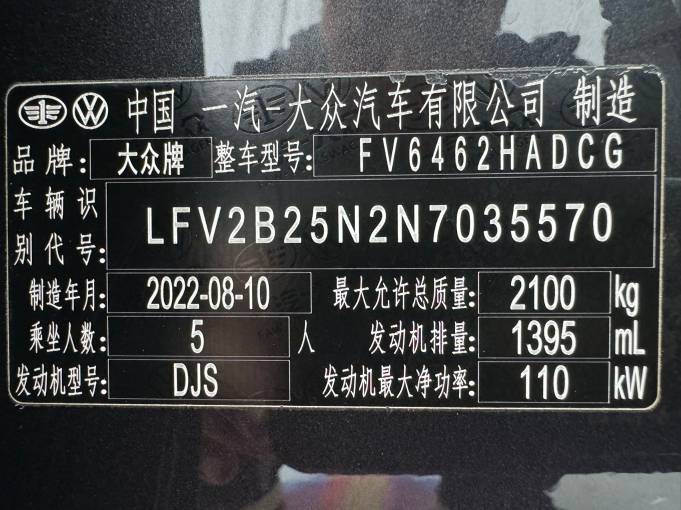 中国 一汽-大众汽车有限公司 制造
品牌: 大众牌 整车型号: FV6462HADCG
车辆识别代号: LFV2B25N2N7035570
制造年月: 2022-08-10 最大允许总质量: 2100 kg
乘坐人数: 5 人 发动机排量: 1395 mL
发动机型号: DJS 发动机最大净功率: 110 kW